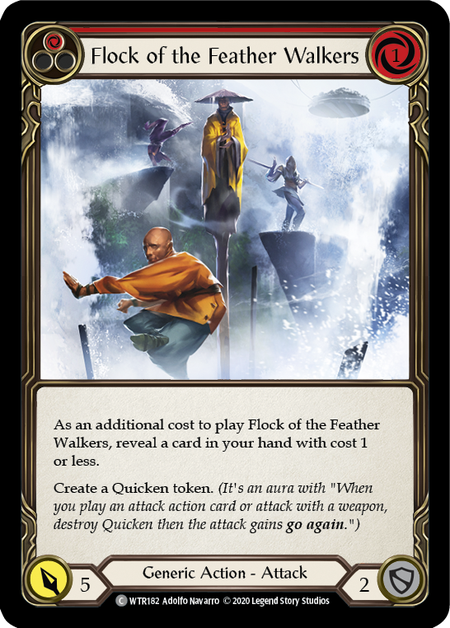 Flock of the Feather Walkers
1
As an additional cost to play Flock of the Feather
Walkers, reveal a card in your hand with cost 1
or less.
Create a Quicken token. (It's an aura with "When
you play an attack action card or attack with a weapon,
destroy Quicken then the attack gains go again.")
5
Generic Action - Attack
2
C WTR182 Adolfo Navarro © 2020 Legend Story Studios